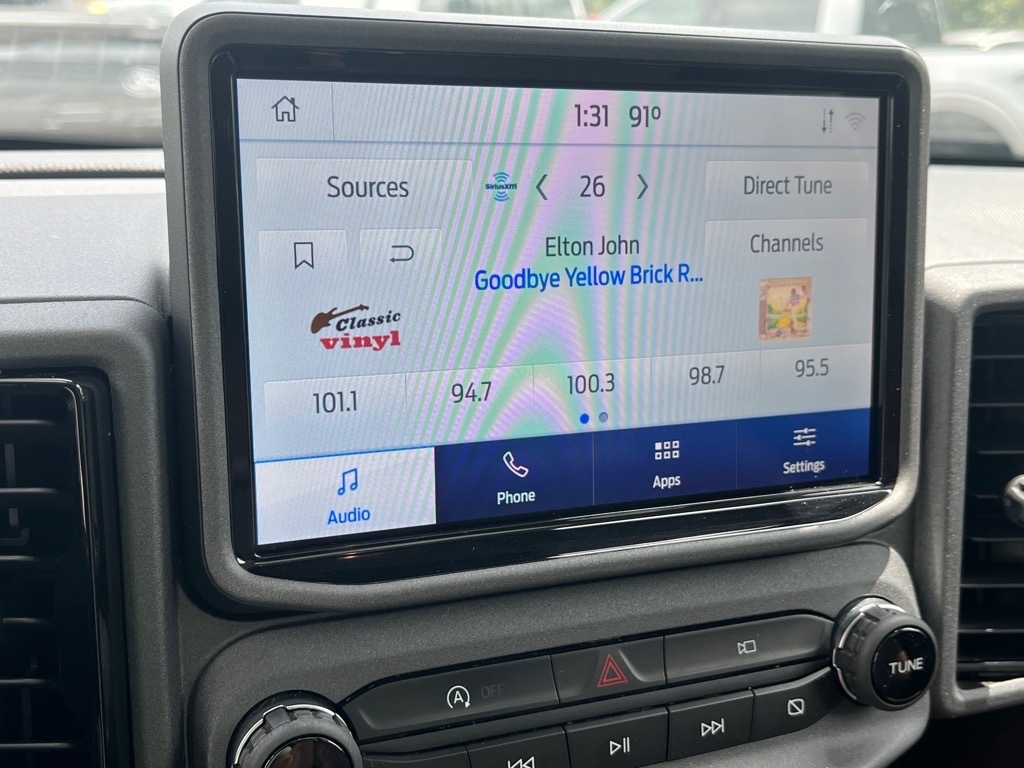 1:31 91º
Sources
SiriusXM
26
Direct Tune
Elton John
Goodbye Yellow Brick R...
Channels
Classic
vinyl
101.1 94.7 100.3 98.7 95.5
Audio
Phone
Apps
Settings
A OFF
TUNE